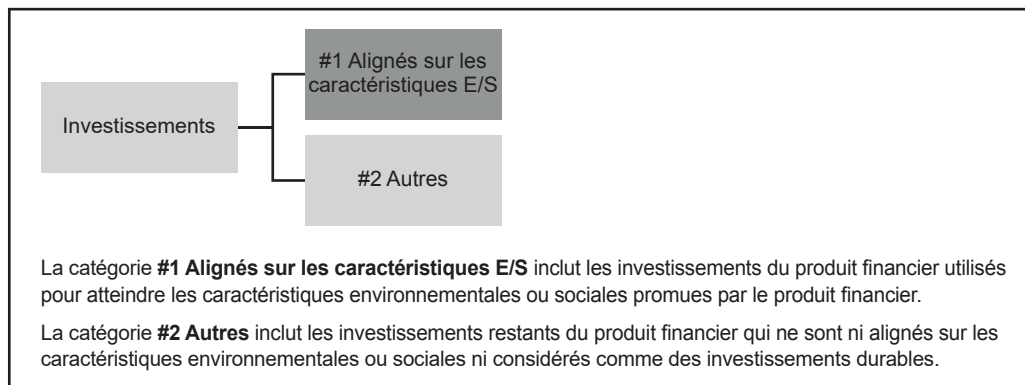 #1 Alignés sur les
caractéristiques E/S
Investissements
#2 Autres
La catégorie #1 Alignés sur les caractéristiques E/S inclut les investissements du produit financier utilisés
pour atteindre les caractéristiques environnementales ou sociales promues par le produit financier.
La catégorie #2 Autres inclut les investissements restants du produit financier qui ne sont ni alignés sur les
caractéristiques environnementales ou sociales ni considérés comme des investissements durables.